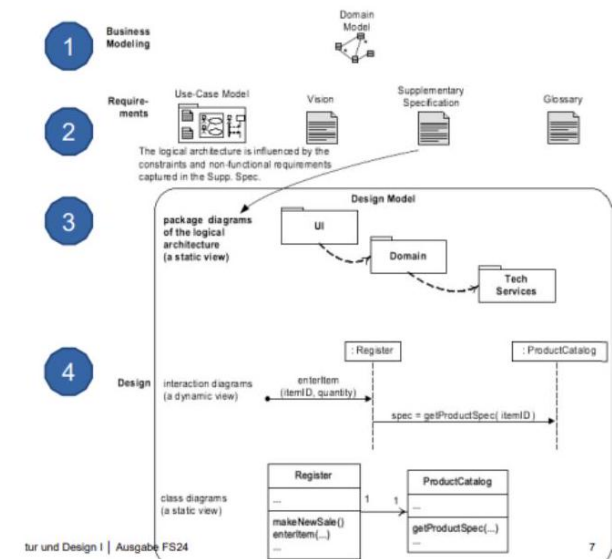 1
Business
Modeling
Domain
Model
*
*
2
Require-
ments
Use-Case Model
Vision
Supplementary
Specification
Glossary
The logical architecture is influenced by the
constraints and non-functional requirements
captured in the Supp. Spec.
3
Design Model
package diagrams
of the logical
architecture
(a static view)
UI
Domain
Tech
Services
4
Design
interaction diagrams
(a dynamic view)
: Register
: ProductCatalog
enterItem
(itemID, quantity)
spec = getProductSpec( itemID )
class diagrams
(a static view)
Register
...
makeNewSale()
enterItem(...)
...
1
1
ProductCatalog
...
getProductSpec(...)
...
tur und Design I | Ausgabe FS24
7